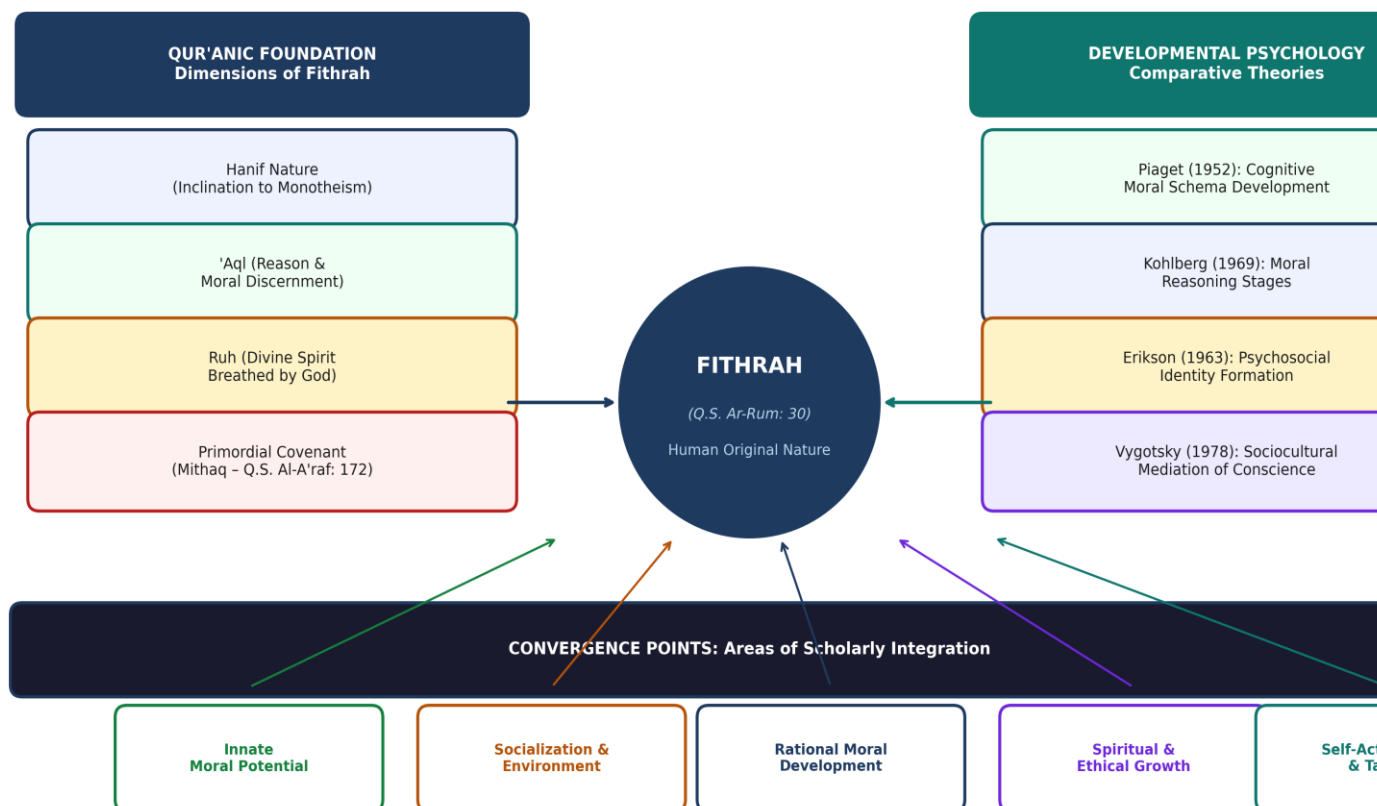 QUR'ANIC FOUNDATION
Dimensions of Fithrah
Hanif Nature
(Inclination to Monotheism)
'Aql (Reason &
Moral Discernment)
Ruh (Divine Spirit
Breathed by God)
Primordial Covenant
(Mithaq – Q.S. Al-A'raf: 172)
FITHRAH
(Q.S. Ar-Rum: 30)
Human Original Nature
DEVELOPMENTAL PSYCHOLOGY
Comparative Theories
Piaget (1952): Cognitive
Moral Schema Development
Kohlberg (1969): Moral
Reasoning Stages
Erikson (1963): Psychosocial
Identity Formation
Vygotsky (1978): Sociocultural
Mediation of Conscience
CONVERGENCE POINTS: Areas of Scholarly Integration
Innate
Moral Potential
Socialization &
Environment
Rational Moral
Development
Spiritual &
Ethical Growth
Self-
&